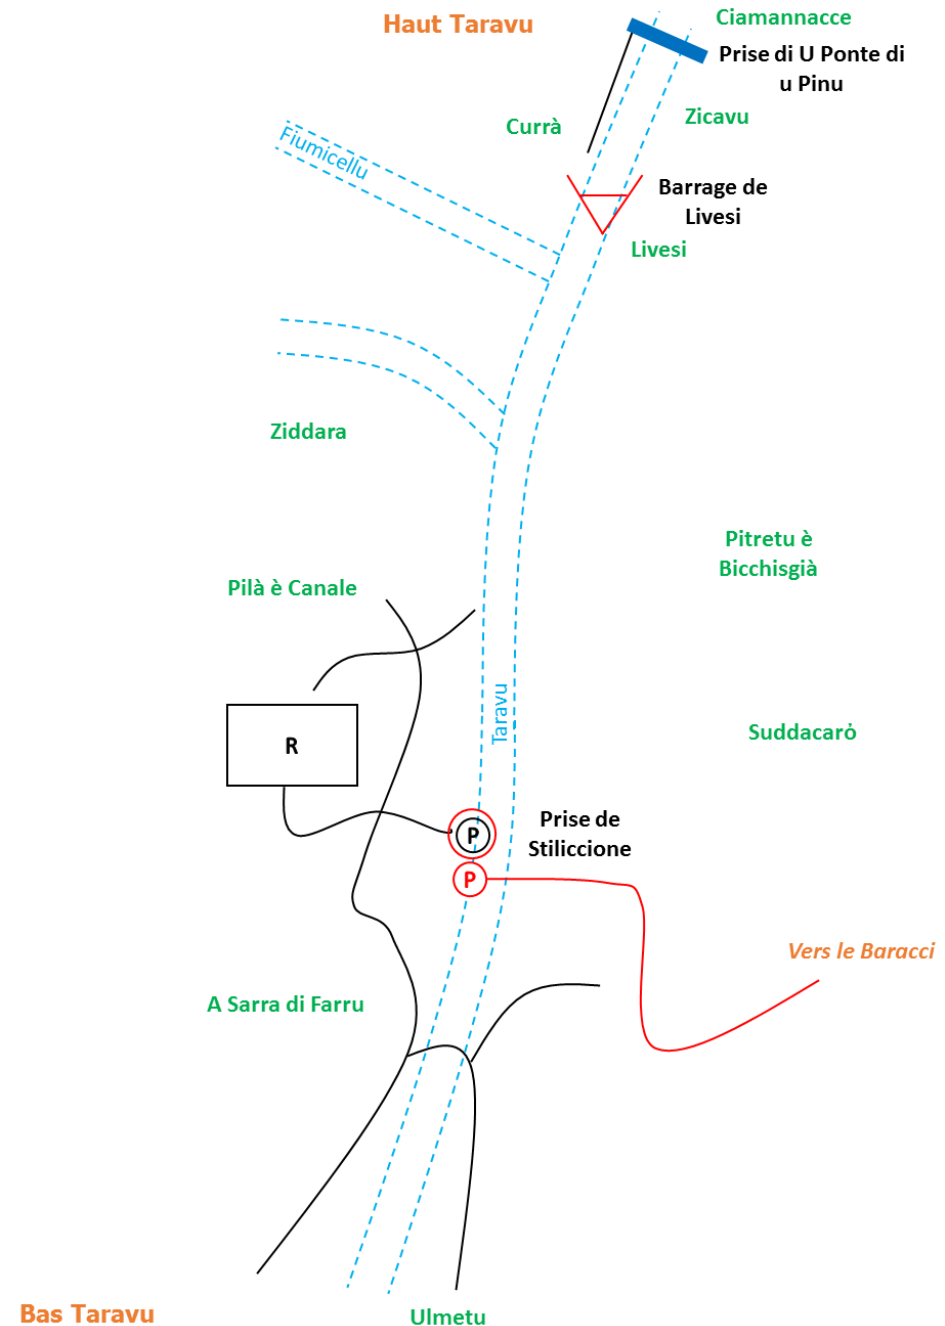 Haut Taravu
Ciamannacce
Prise di U Ponte di
u Pinu
Currà
Zicavu
Fiumicellu
Barrage de
Livesi
Livesi
Ziddara
Pitretu è
Bicchisgià
Pilà è Canale
Taravu
R
Suddacarò
P
Prise de
Stiliccione
P
Vers le Baracci
A Sarra di Farru
Bas Taravu
Ulmetu